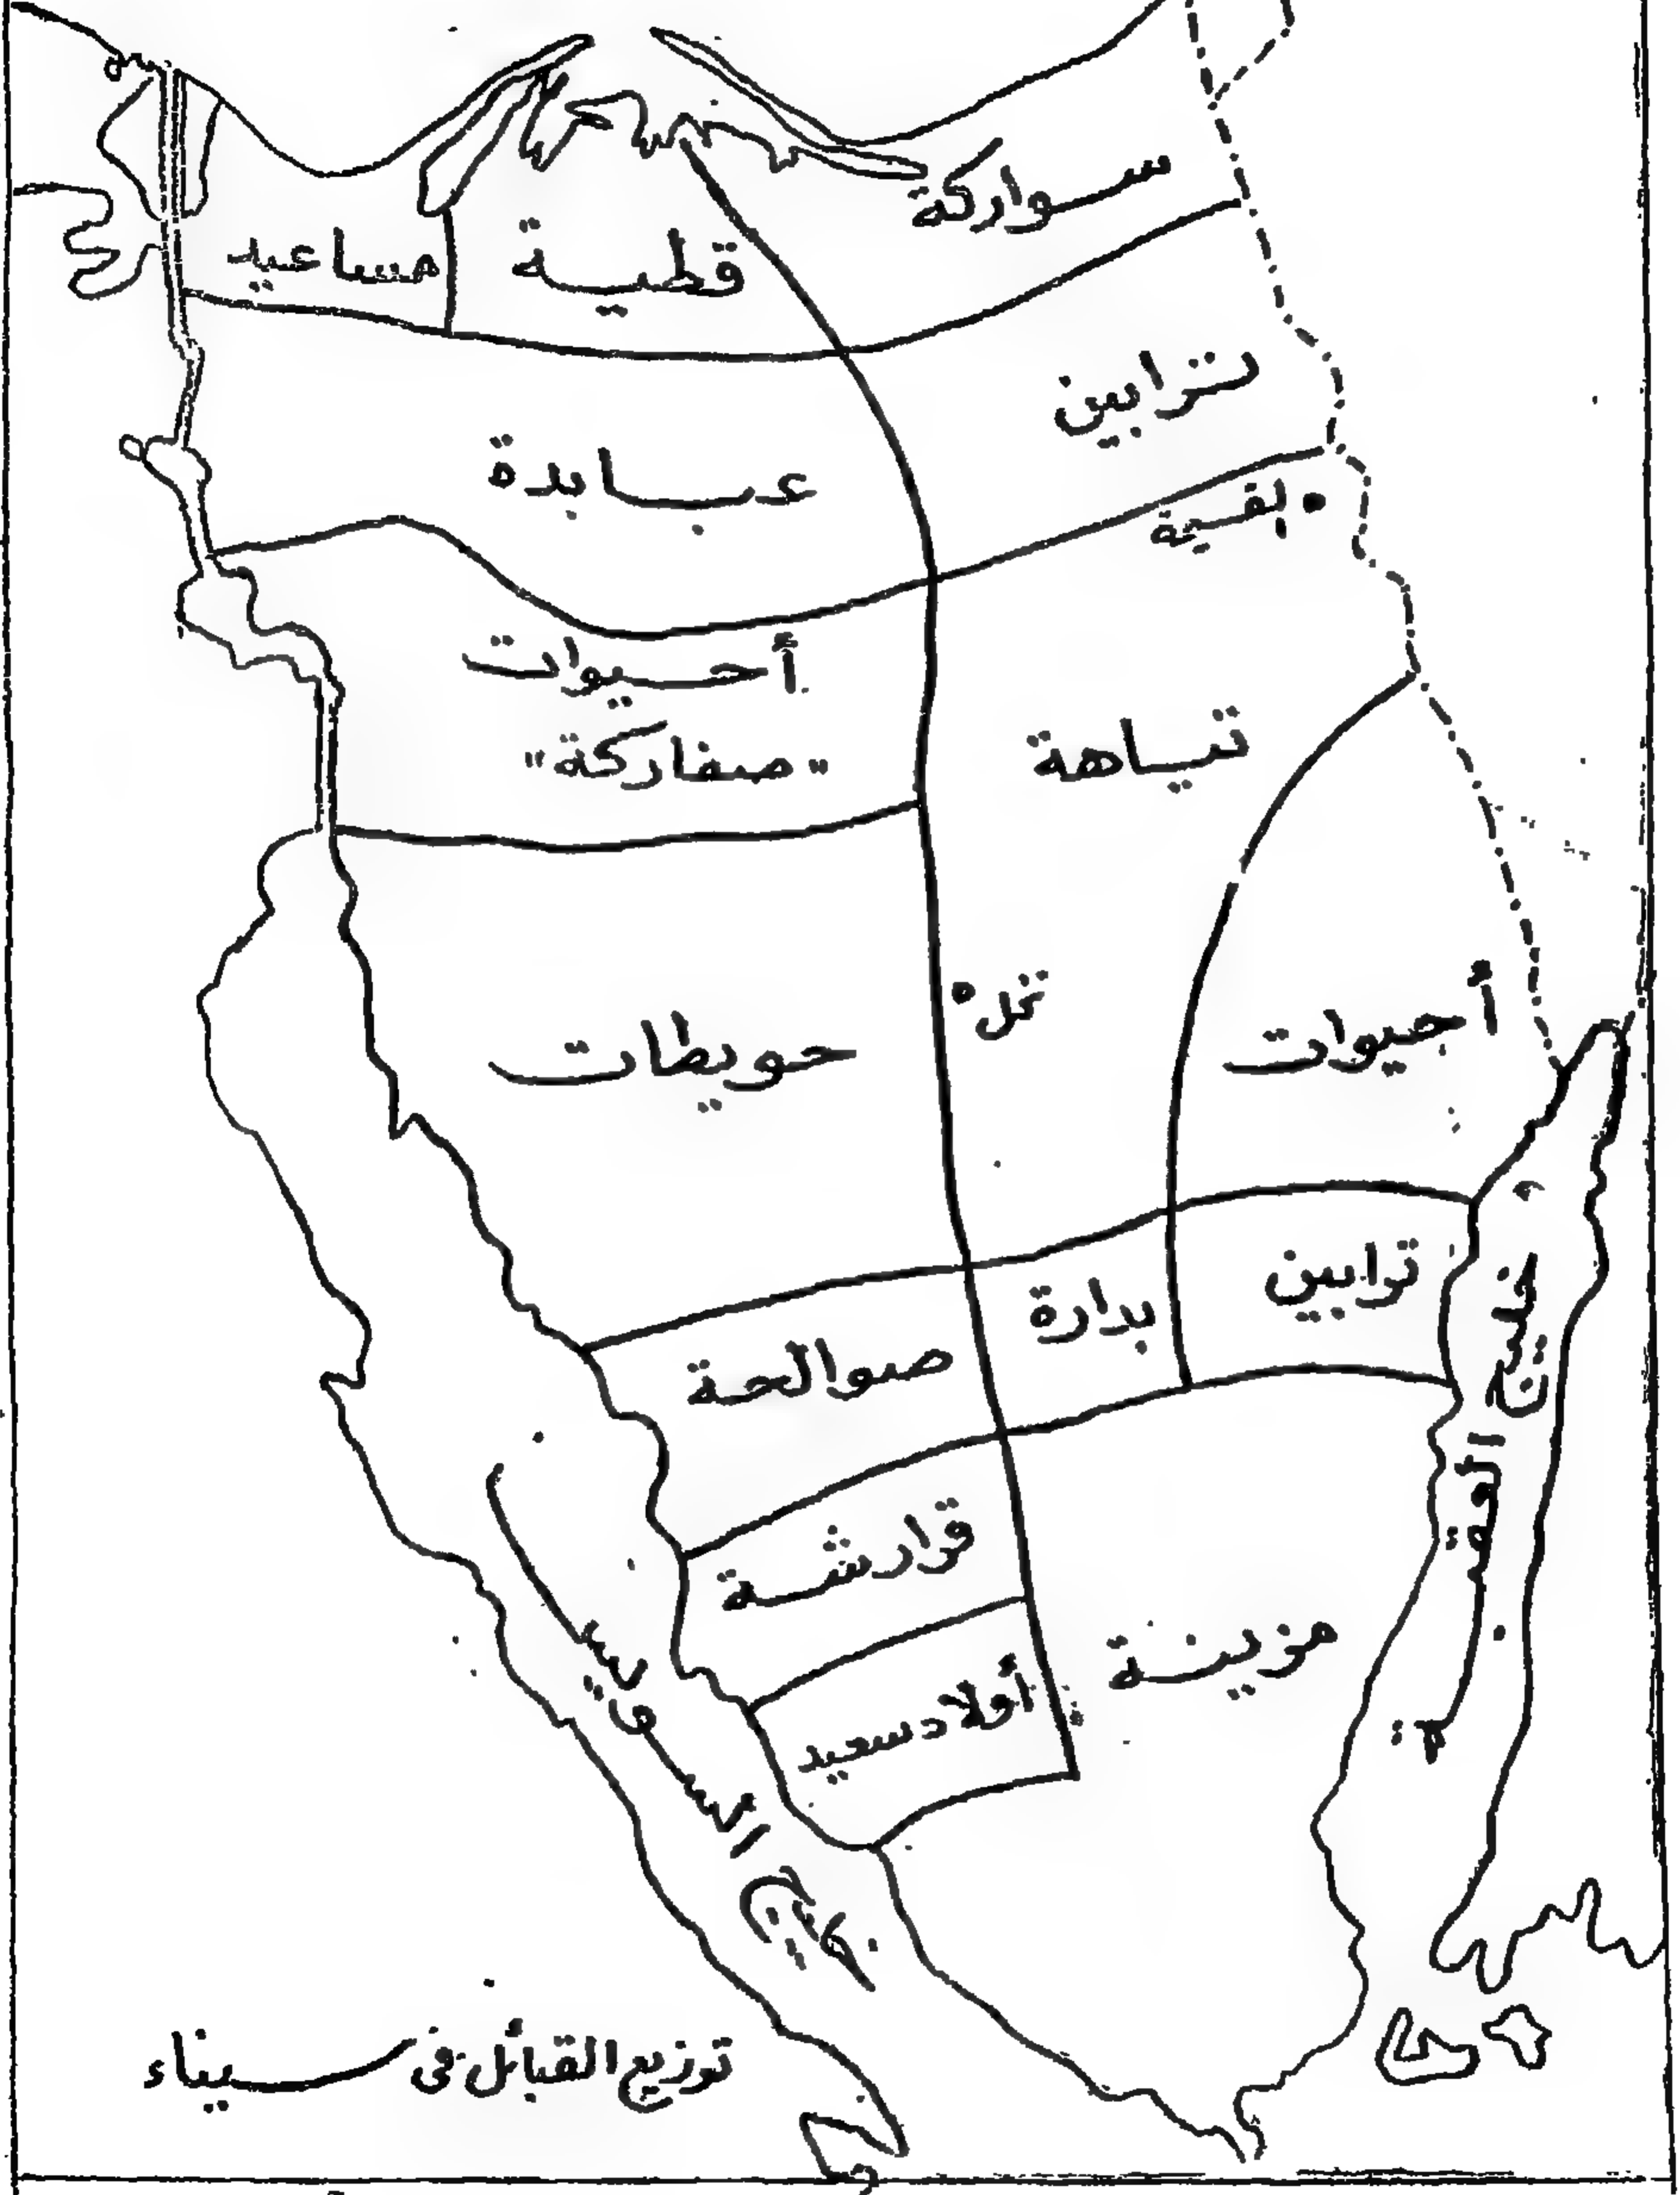 سواركة
مساعيد
قطية
ترابين
عبابدة
القسيمة
أحيوات
"صفاركة"
تياهة
نخل
أحيوات
حويطات
ترابين
بدارة
صوالحة
خليج العقبة
قرارشة
مزينة
أولاد سعيد
خليج السويس
توزيع القبائل فى سيناء